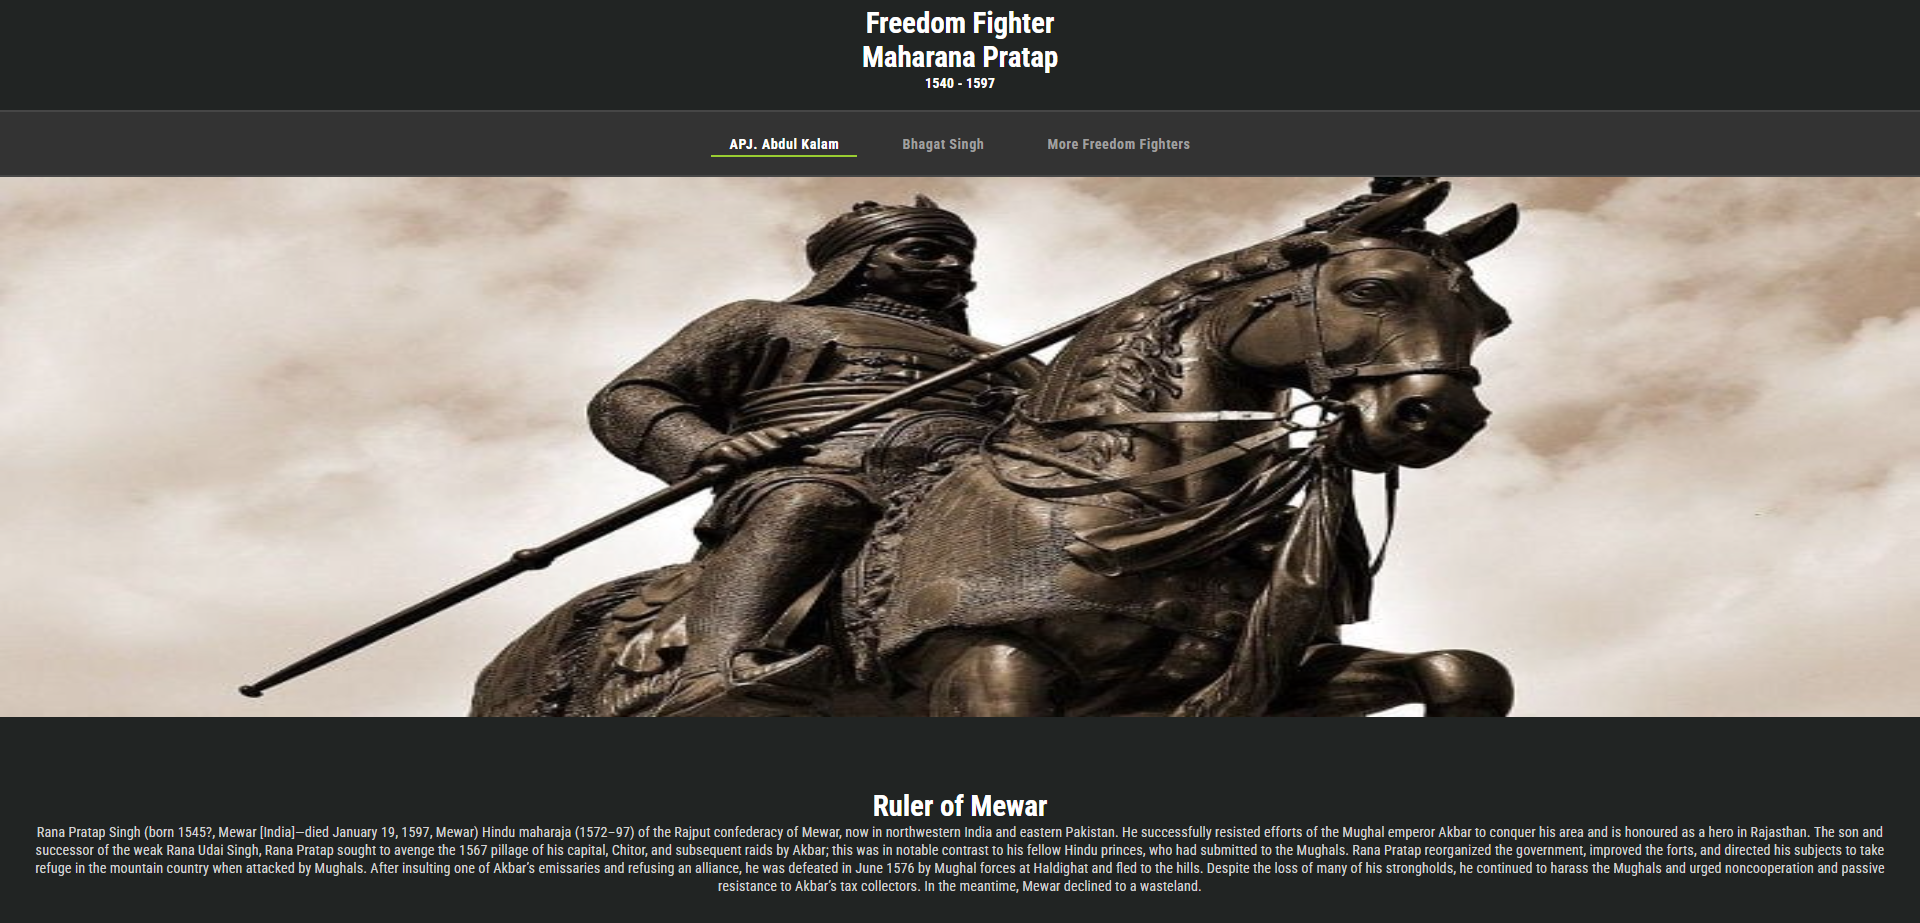 Freedom Fighter
Maharana Pratap
1540 - 1597
APJ. Abdul Kalam Bhagat Singh More Freedom Fighters
Ruler of Mewar
Rana Pratap Singh (born 1545?, Mewar [India]—died January 19, 1597, Mewar) Hindu maharaja (1572–97) of the Rajput confederacy of Mewar, now in northwestern India and eastern Pakistan. He successfully resisted efforts of the Mughal emperor Akbar to conquer his area and is honoured as a hero in Rajasthan. The son and
successor of the weak Rana Udai Singh, Rana Pratap sought to avenge the 1567 pillage of his capital, Chitor, and subsequent raids by Akbar; this was in notable contrast to his fellow Hindu princes, who had submitted to the Mughals. Rana Pratap reorganized the government, improved the forts, and directed his subjects to take
refuge in the mountain country when attacked by Mughals. After insulting one of Akbar’s emissaries and refusing an alliance, he was defeated in June 1576 by Mughal forces at Haldighat and fled to the hills. Despite the loss of many of his strongholds, he continued to harass the Mughals and urged noncooperation and passive
resistance to Akbar’s tax collectors. In the meantime, Mewar declined to a wasteland.